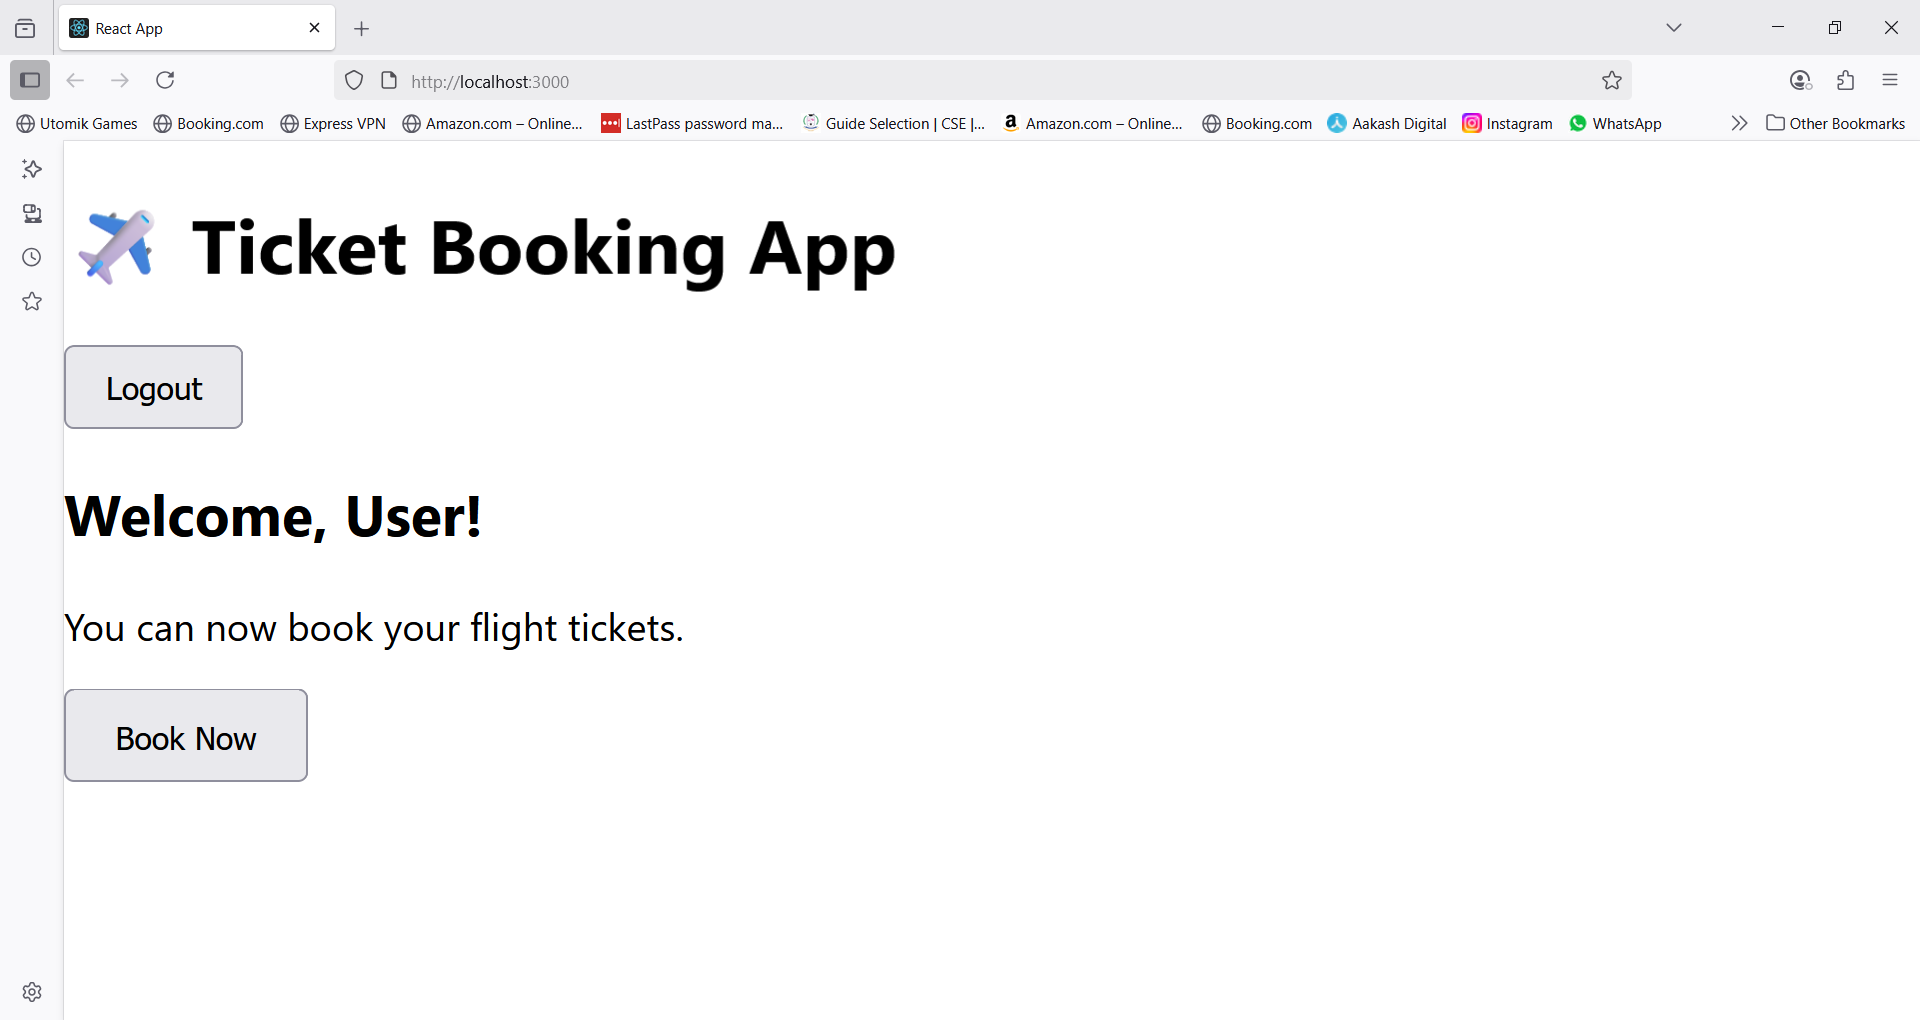 React App
http://localhost:3000
Utomik Games Booking.com Express VPN Amazon.com – Online... LastPass password ma... Guide Selection | CSE |... Amazon.com – Online... Booking.com Aakash Digital Instagram WhatsApp Other Bookmarks
✈️ Ticket Booking App
Logout
Welcome, User!
You can now book your flight tickets.
Book Now